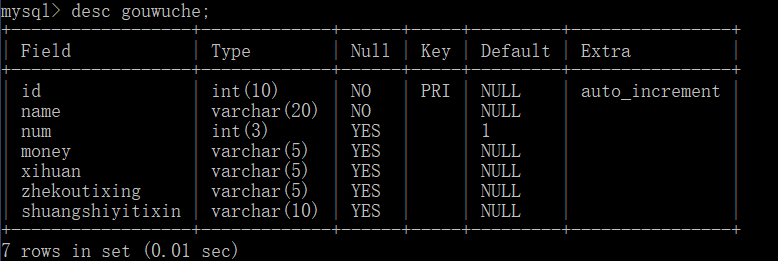 mysql> desc gouwuche;
+------------------+-------------+------+-----+---------+----------------+
| Field            | Type        | Null | Key | Default | Extra          |
+------------------+-------------+------+-----+---------+----------------+
| id               | int(10)     | NO   | PRI | NULL    | auto_increment |
| name             | varchar(20) | NO   |     | NULL    |                |
| num              | int(3)      | YES  |     | 1       |                |
| money            | varchar(5)  | YES  |     | NULL    |                |
| xihuan           | varchar(5)  | YES  |     | NULL    |                |
| zhekoutixing     | varchar(5)  | YES  |     | NULL    |                |
| shuangshiyitixin | varchar(10) | YES  |     | NULL    |                |
+------------------+-------------+------+-----+---------+----------------+
7 rows in set (0.01 sec)